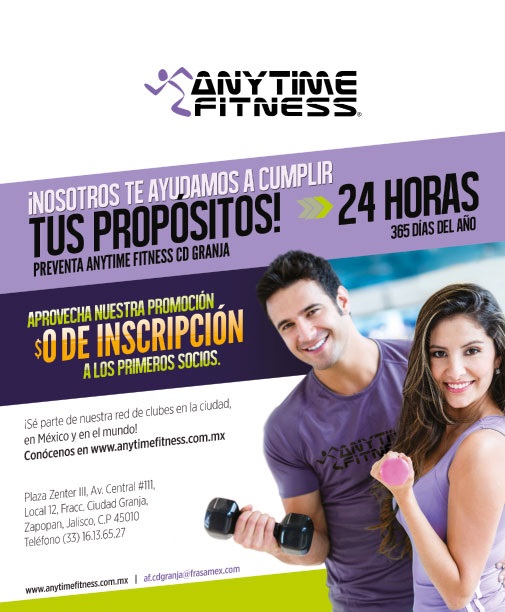 ANYTIME
FITNESS®
¡NOSOTROS TE AYUDAMOS A CUMPLIR
TUS PROPÓSITOS!
PREVENTA ANYTIME FITNESS CD GRANJA
24 HORAS
365 DÍAS DEL AÑO
APROVECHA NUESTRA PROMOCIÓN
$0 DE INSCRIPCIÓN
A LOS PRIMEROS SOCIOS.
¡Sé parte de nuestra red de clubes en la ciudad,
en México y en el mundo!
Conócenos en www.anytimefitness.com.mx
ANYTIME
FITNESS
Plaza Zenter III, Av. Central #111,
Local 12, Fracc. Ciudad Granja,
Zapopan, Jalisco, C.P 45010
Teléfono (33) 16.13.65.27
www.anytimefitness.com.mx | af.cdgranja@frasamex.com